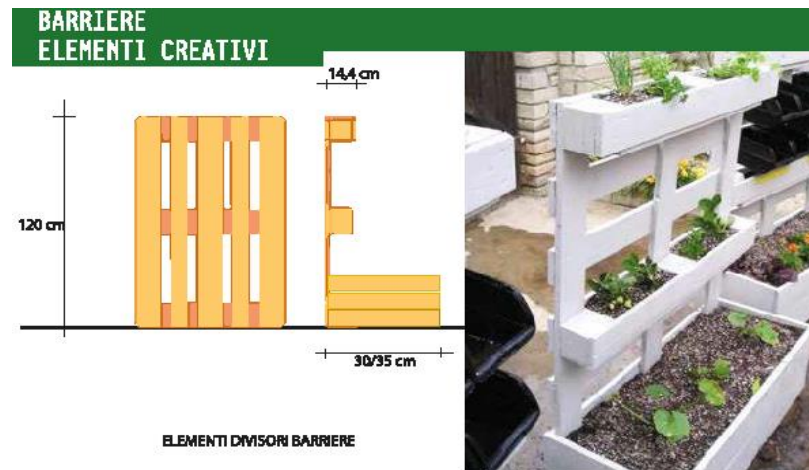 BARRIERE
ELEMENTI CREATIVI
14,4 cm
120 cm
30/35 cm
ELEMENTI DIVISORI BARRIERE